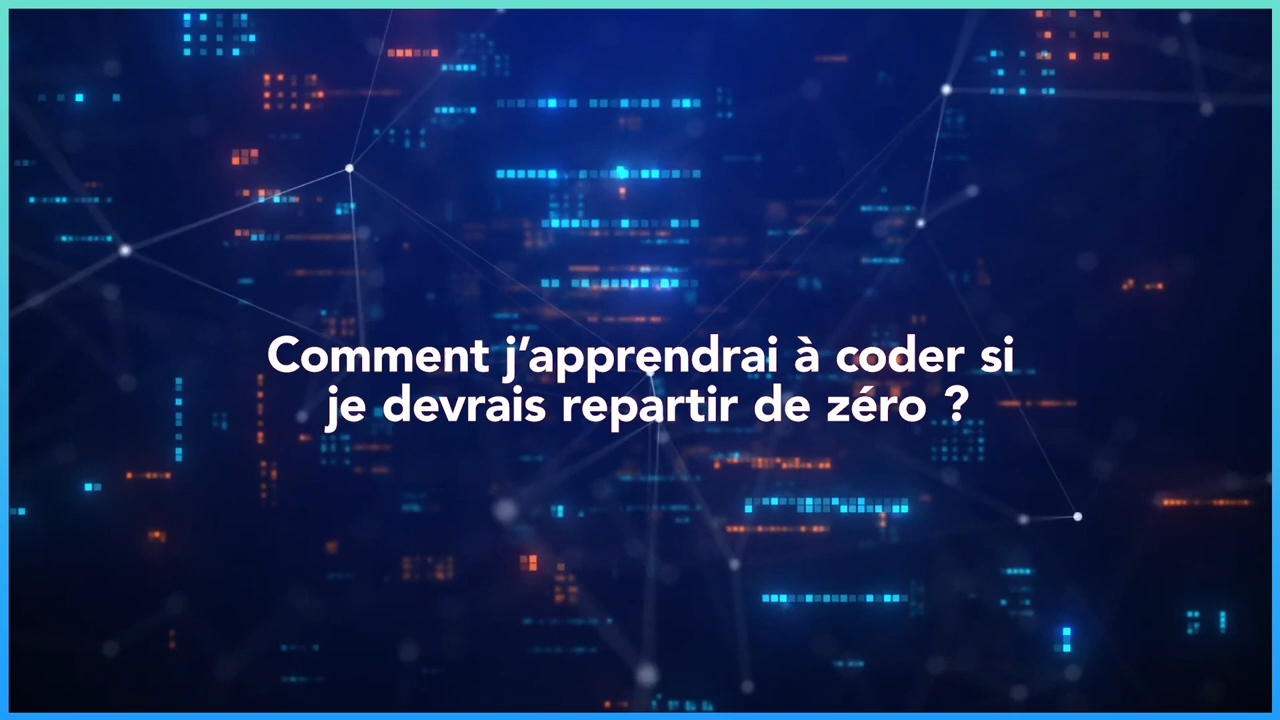 Comment j’apprendrai à coder si
je devrais repartir de zéro ?